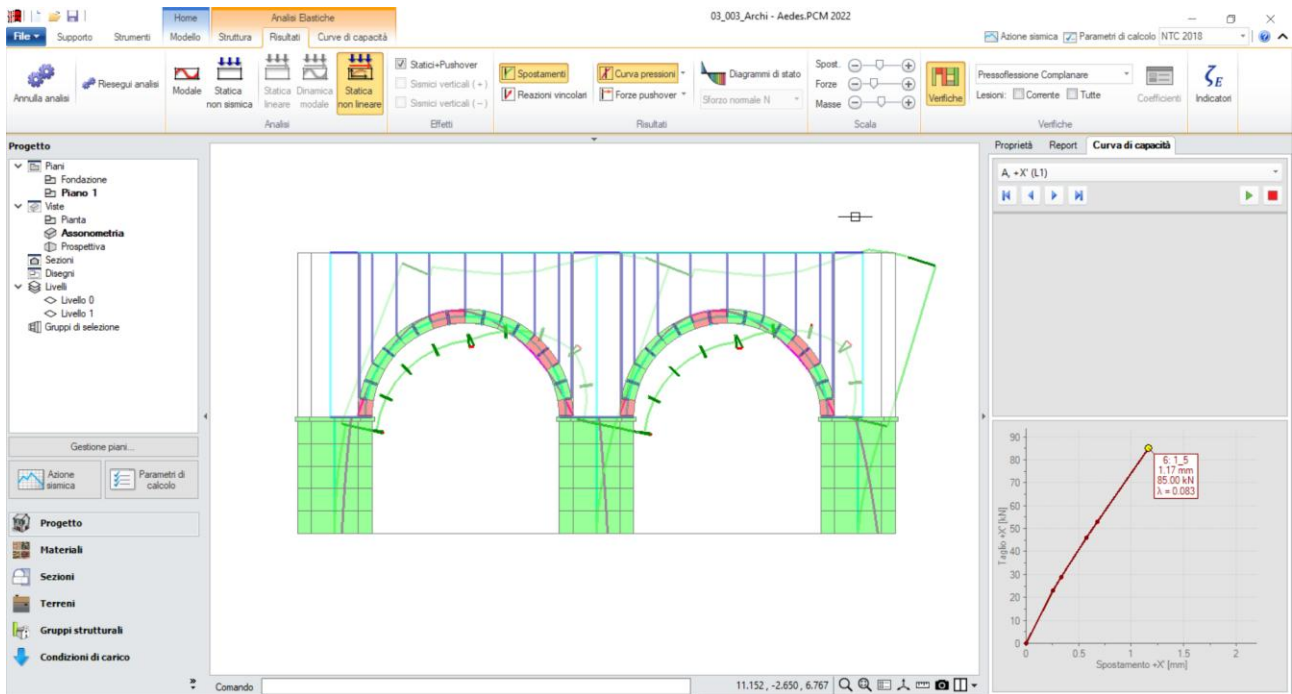 03_003_Archi - Aedes.PCM 2022
Home
Analisi Elastiche
File
Supporto
Strumenti
Modello
Struttura
Risultati
Curve di capacità
Azione sismica
Parametri di calcolo
NTC 2018
Annulla analisi
Resegui analisi
Modale
Statica
non sismica
Statica
lineare
Dinamica
modale
Statica
non lineare
Analisi
Statici+Pushover
Sismici verticali (+)
Sismici verticali (−)
Effetti
Spostamenti
Reazioni vincolari
Curva pressioni
Forze pushover
Diagrammi di stato
Sforzo normale N
Risultati
Spost.
Forze
Masse
Scala
Verifiche
Pressoflessione Complanare
Lesioni: Corrente Tutte
Coefficienti
Verifiche
ζE
Indicatori
Progetto
Piani
Fondazione
Piano 1
Viste
Pianta
Assonometria
Prospettiva
Sezioni
Disegni
Livelli
Livello 0
Livello 1
Gruppi di selezione
Gestione piani...
Azione
sismica
Parametri di
calcolo
Progetto
Materiali
Sezioni
Terreni
Gruppi strutturali
Condizioni di carico
Comando
11.152 , -2.650 , 6.767
Proprietà
Report
Curva di capacità
A, +X' (L1)
90
80
70
60
50
40
30
20
10
0
Taglio +X' [kN]
6: 1_5
1.17 mm
85.00 kN
λ = 0.083
0
0.5
1
1.5
2
Spostamento +X' [mm]